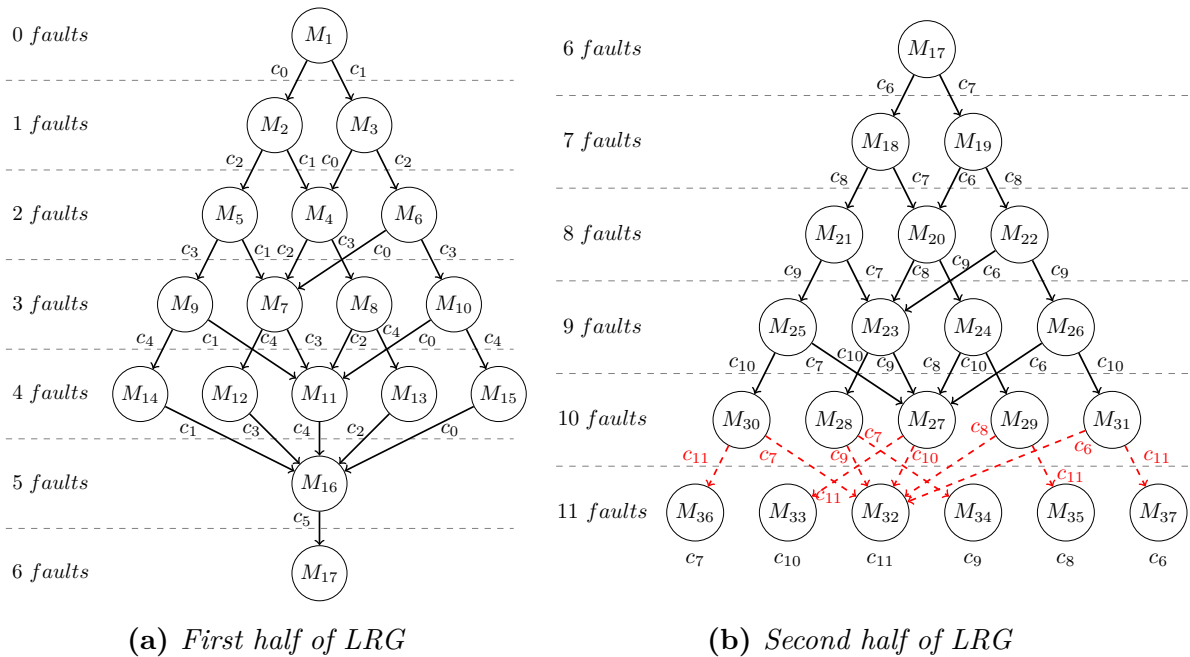 0 faults
M1
c0 c1
1 faults
M2 M3
c2 c1 c0 c2
2 faults
M5 M4 M6
c3 c1 c2 c3 c0 c3
3 faults
M9 M7 M8 M10
c4 c1 c4 c3 c2 c4 c0 c4
4 faults
M14 M12 M11 M13 M15
c1 c3 c4 c2 c0
5 faults
M16
c5
6 faults
M17
(a) First half of LRG
6 faults
M17
c6 c7
7 faults
M18 M19
c8 c7 c6 c8
8 faults
M21 M20 M22
c9 c7 c8 c9 c6 c9
9 faults
M25 M23 M24 M26
c10 c7 c10 c9 c8 c10 c6 c10
10 faults
M30 M28 M27 M29 M31
c11 c7 c9 c7 c10 c8 c6 c11
c11 c11
11 faults
M36 M33 M32 M34 M35 M37
c7 c10 c11 c9 c8 c6
(b) Second half of LRG